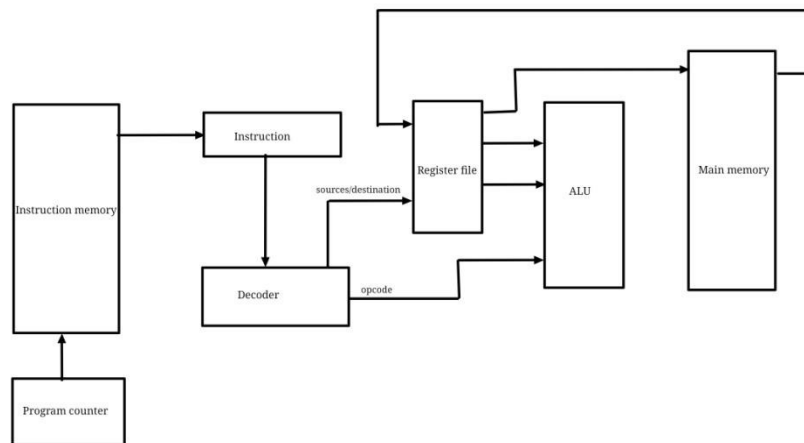 Instruction memory
Program counter
Instruction
Decoder
sources/destination
opcode
Register file
ALU
Main memory